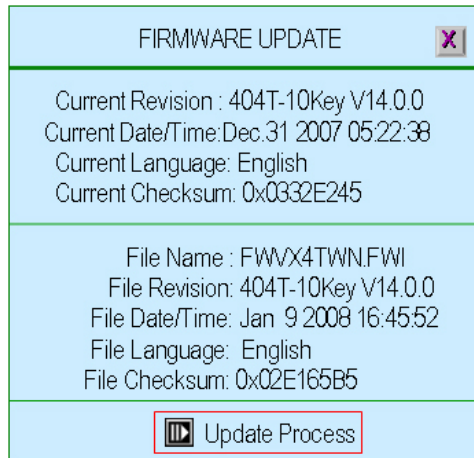 FIRMWARE UPDATE X
Current Revision : 404T-10Key V14.0.0
Current Date/Time:Dec.31 2007 05:22:38
Current Language: English
Current Checksum: 0x0332E245
File Name : FWVX4TWN.FWI
File Revision: 404T-10Key V14.0.0
File Date/Time: Jan 9 2008 16:45:52
File Language: English
File Checksum: 0x02E165B5
Update Process